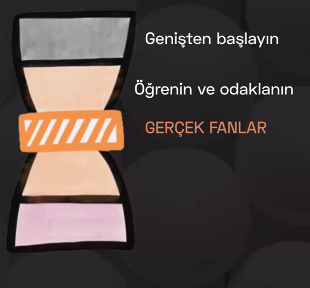 Genişten başlayın
Öğrenin ve odaklanın
GERÇEK FANLAR